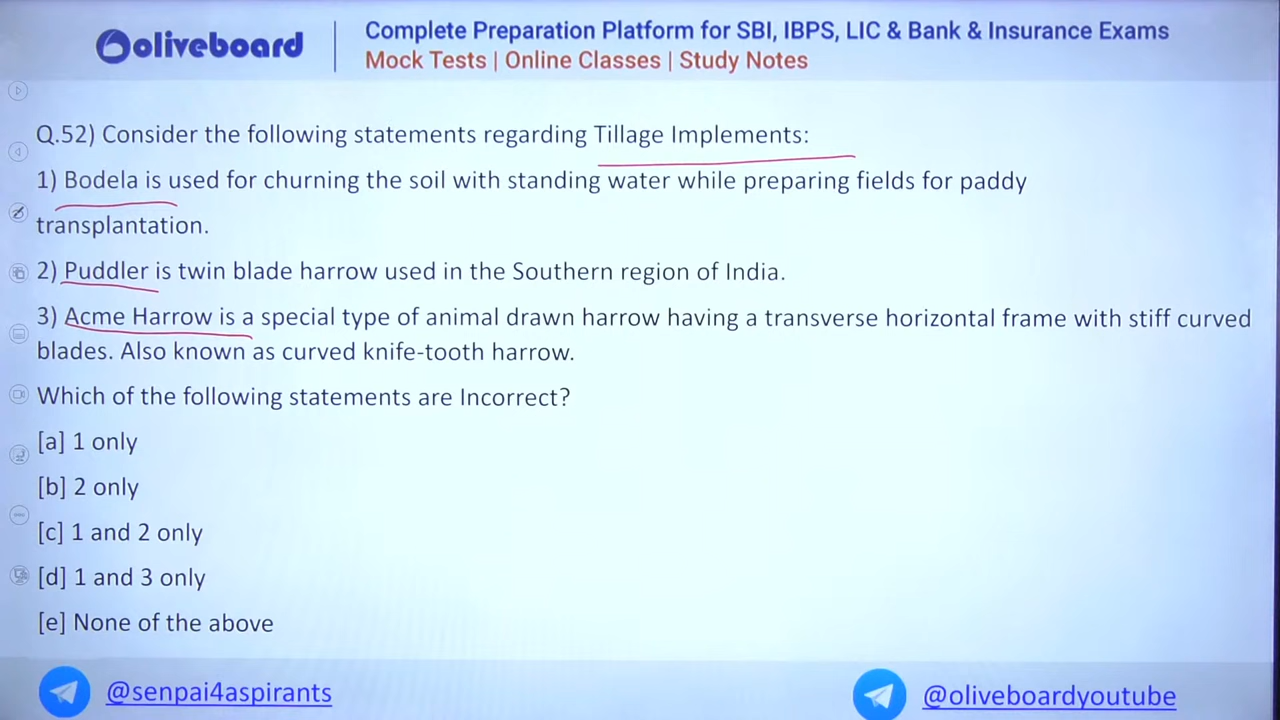 oliveboard
Complete Preparation Platform for SBI, IBPS, LIC & Bank & Insurance Exams
Mock Tests | Online Classes | Study Notes
Q.52) Consider the following statements regarding Tillage Implements:
1) Bodela is used for churning the soil with standing water while preparing fields for paddy
transplantation.
2) Puddler is twin blade harrow used in the Southern region of India.
3) Acme Harrow is a special type of animal drawn harrow having a transverse horizontal frame with stiff curved
blades. Also known as curved knife-tooth harrow.
Which of the following statements are Incorrect?
[a] 1 only
[b] 2 only
[c] 1 and 2 only
[d] 1 and 3 only
[e] None of the above
@senpai4aspirants
@oliveboardyoutube